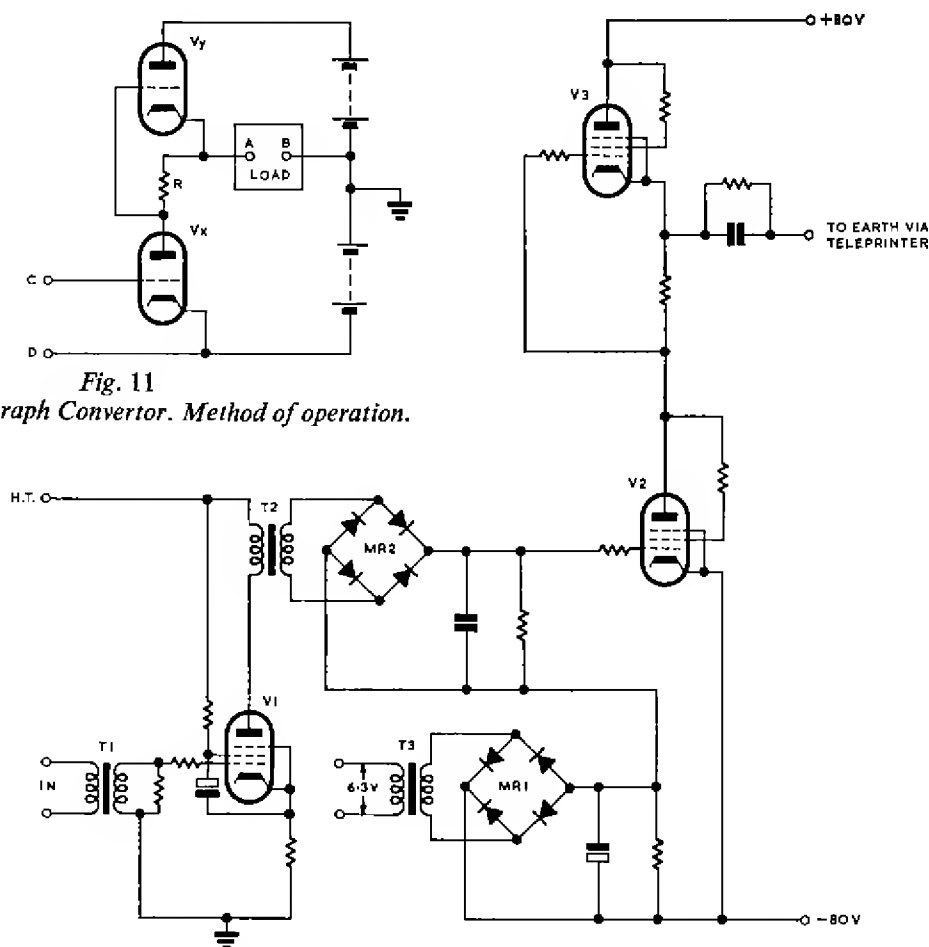 Vy
A B
LOAD
R
Vx
C
D
Fig. 11
raph Convertor. Method of operation.
+80V
V3
TO EARTH VIA
TELEPRINTER
V2
H.T.
T2
MR2
V1
T1
IN
T3
6·3V
MR1
−80V